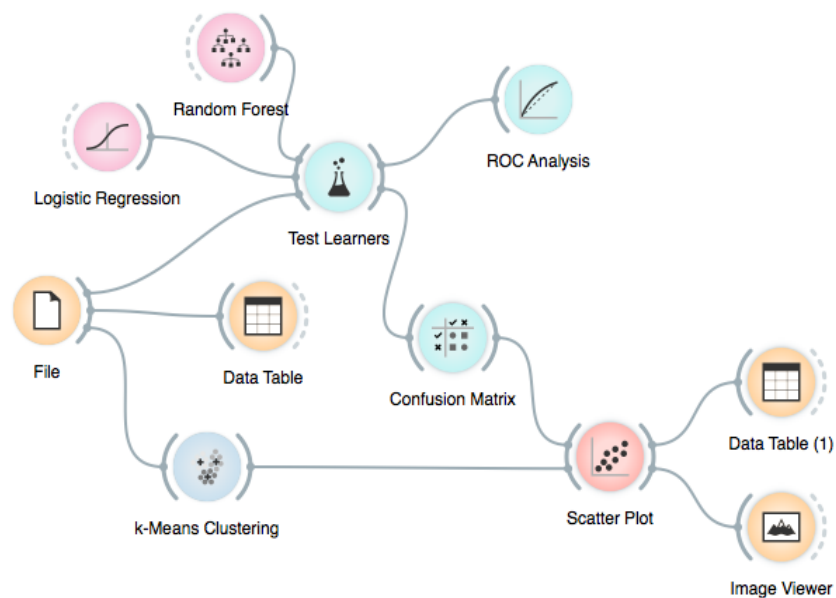 Random Forest
ROC Analysis
Logistic Regression
Test Learners
File
Data Table
Confusion Matrix
Data Table (1)
k-Means Clustering
Scatter Plot
Image Viewer